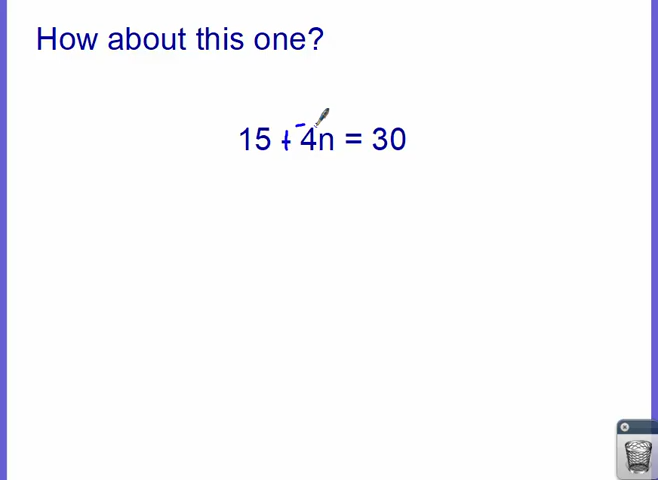 How about this one?
15 + ⁻4n = 30